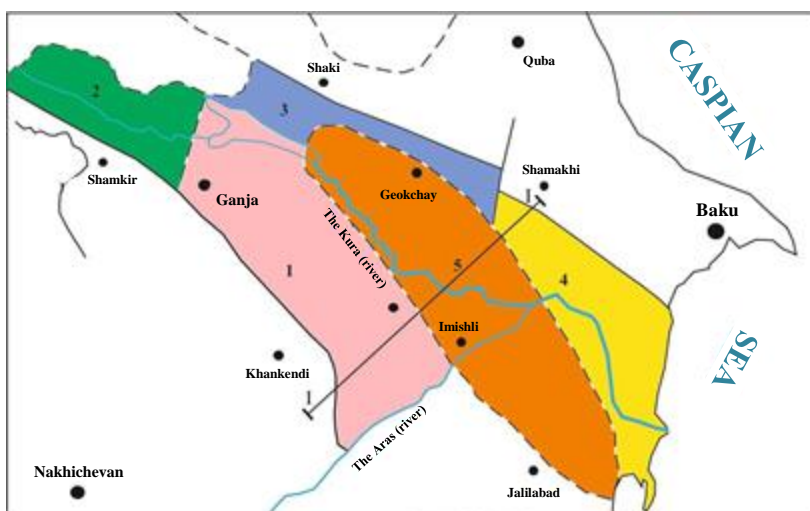 Quba
CASPIAN
Shaki
2
3
Shamkir
Ganja
Geokchay
Shamakhi
1
Baku
The Kura (river)
5
4
1
SEA
Imishli
Khankendi
1
The Aras (river)
Nakhichevan
Jalilabad